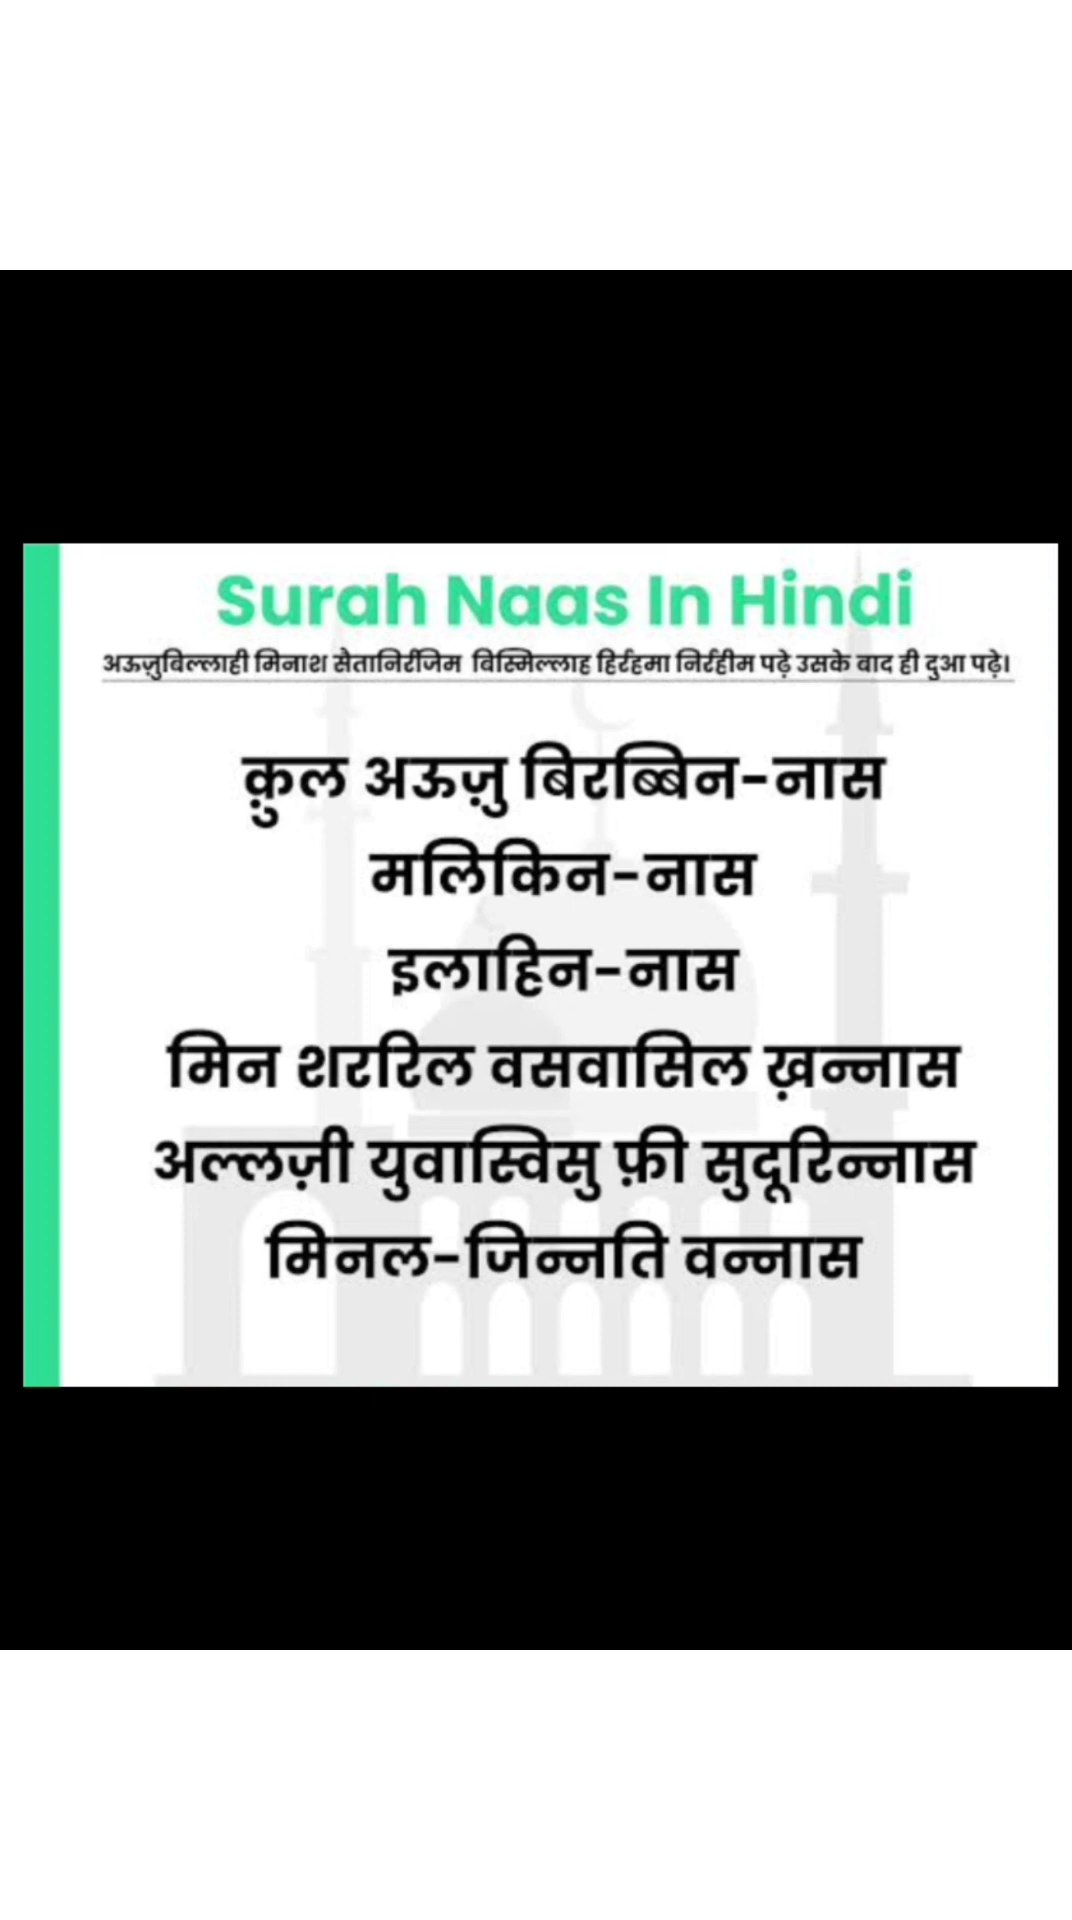 Surah Naas In Hindi
अऊज़ुबिल्लाही मिनाश सैतानिर्रजिम बिस्मिल्लाह हिर्रहमा निर्रहीम पढ़े उसके बाद ही दुआ पढ़े।
क़ुल अऊज़ु बिरब्बिन-नास
मलिकिन-नास
इलाहिन-नास
मिन शररिल वसवासिल ख़न्नास
अल्लज़ी युवास्विसु फ़ी सुदूरिन्नास
मिनल-जिन्नति वन्नास